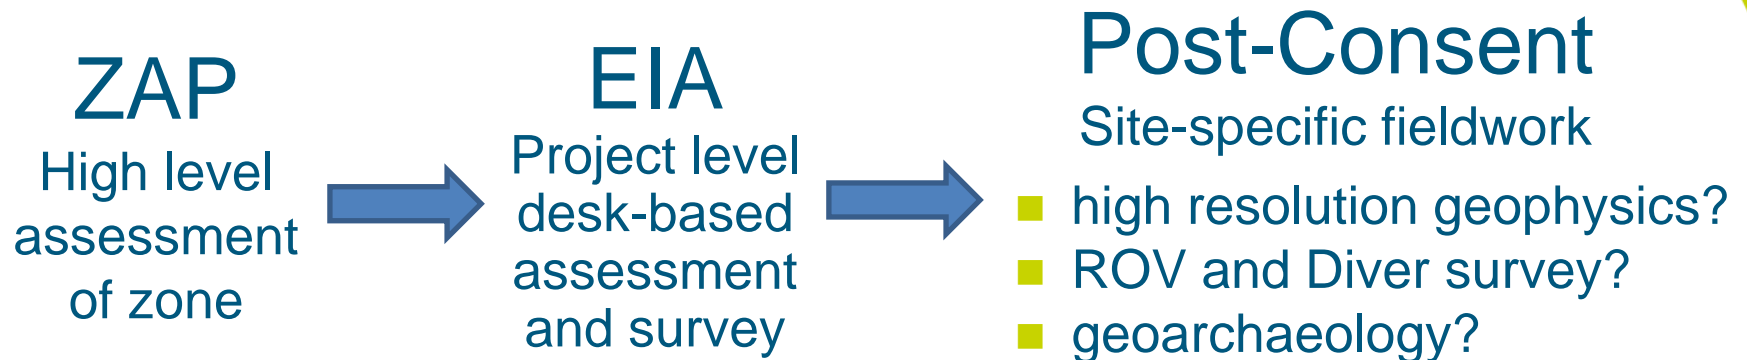 ZAP
High level
assessment
of zone
EIA
Project level
desk-based
assessment
and survey
Post-Consent
Site-specific fieldwork
high resolution geophysics?
ROV and Diver survey?
geoarchaeology?